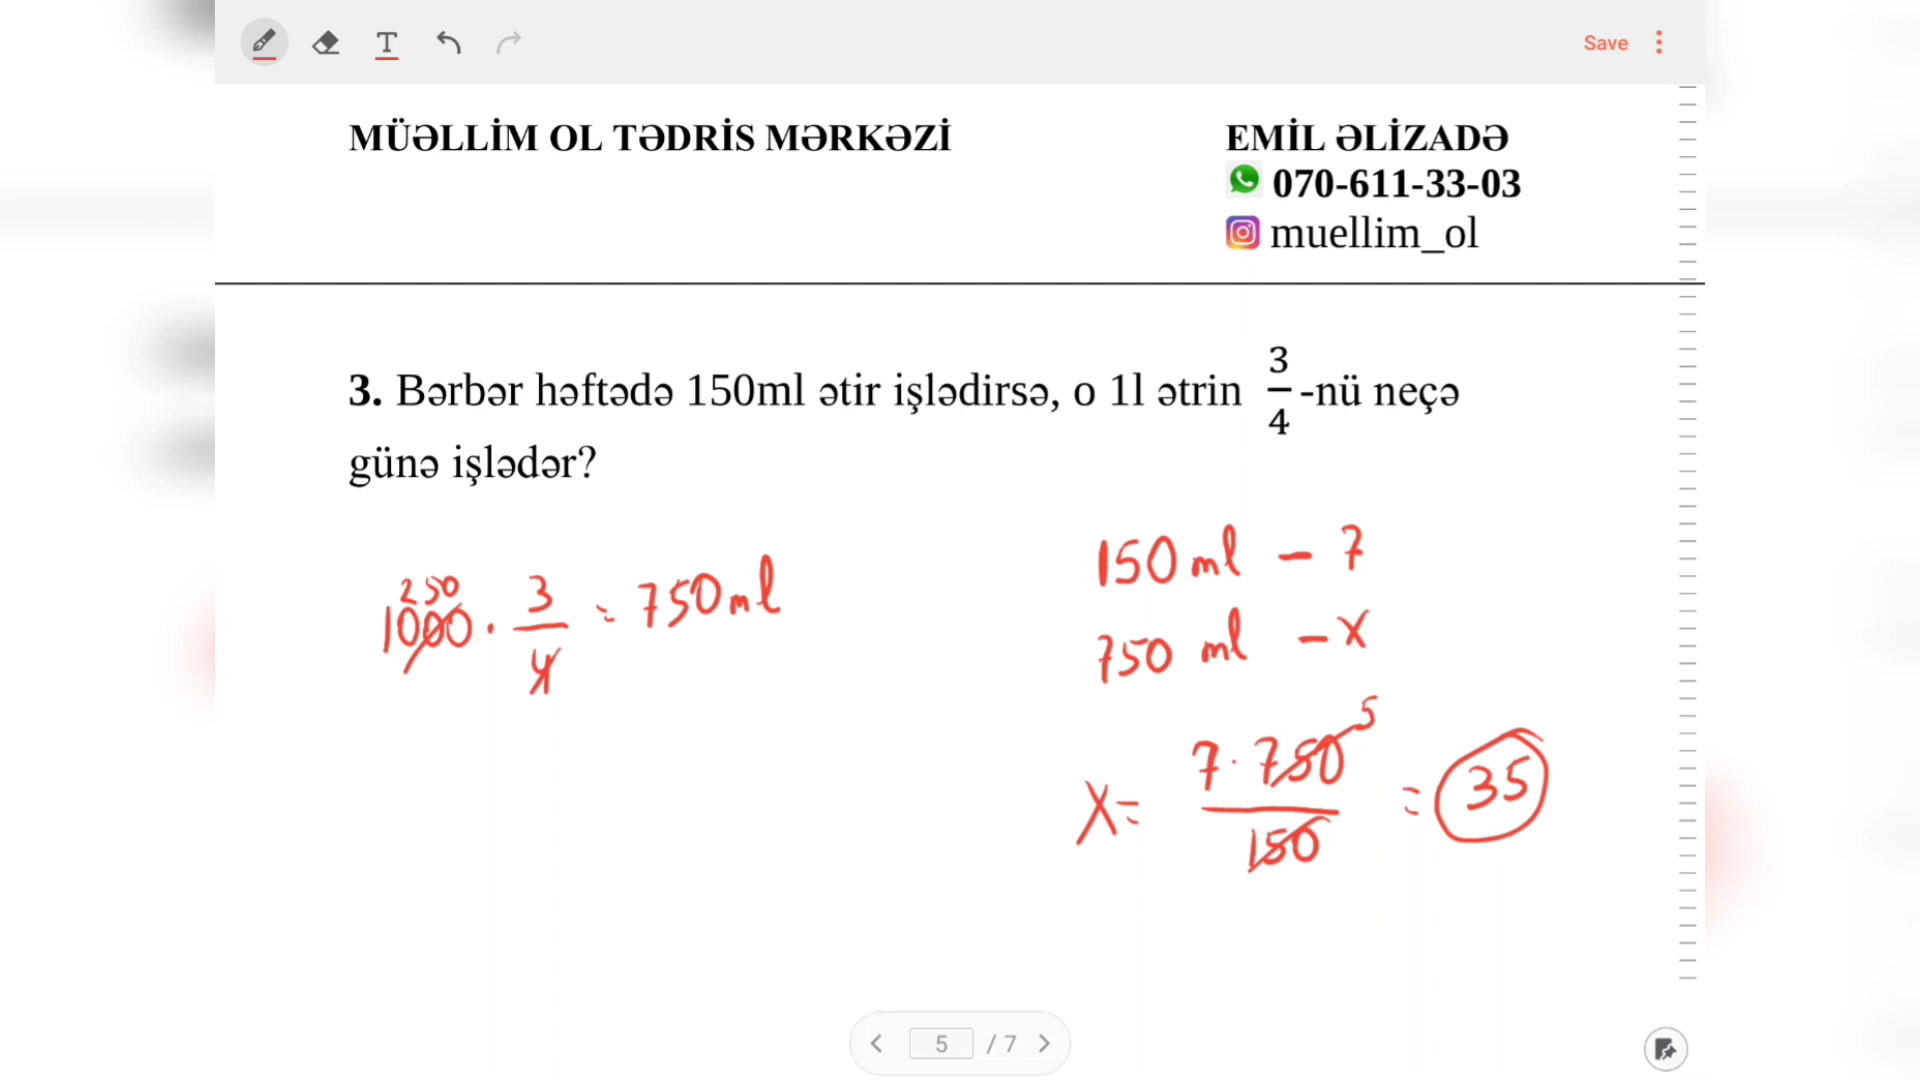 Save
MÜƏLLİM OL TƏDRİS MƏRKƏZİ
EMİL ƏLİZADƏ
070-611-33-03
muellim_ol
3. Bərbər həftədə 150ml ətir işlədirsə, o 1l ətrin 3/4 -nü neçə
günə işlədər?
250
1000 · 3/4 = 750 ml
150 ml – 7
750 ml – x
5
x = 7 · 750 / 150 = 35
5 / 7